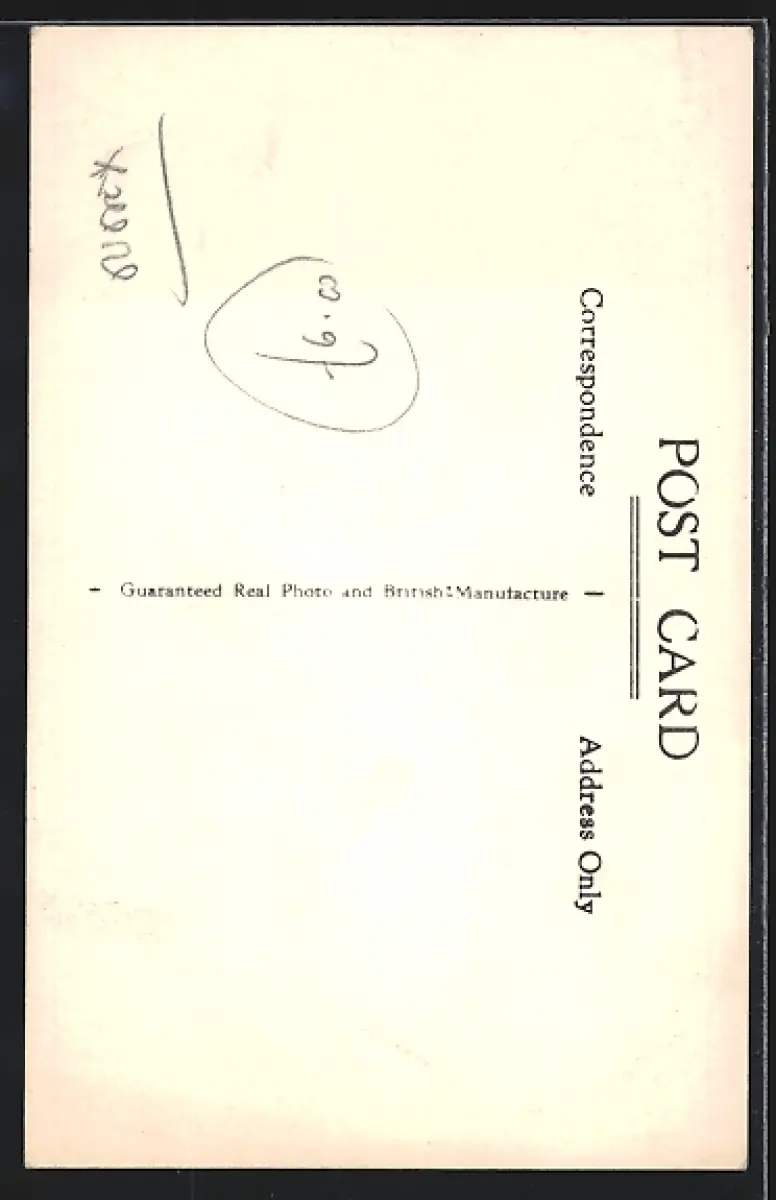 POST CARD
Correspondence
Address Only
- Guaranteed Real Photo and British Manufacture -